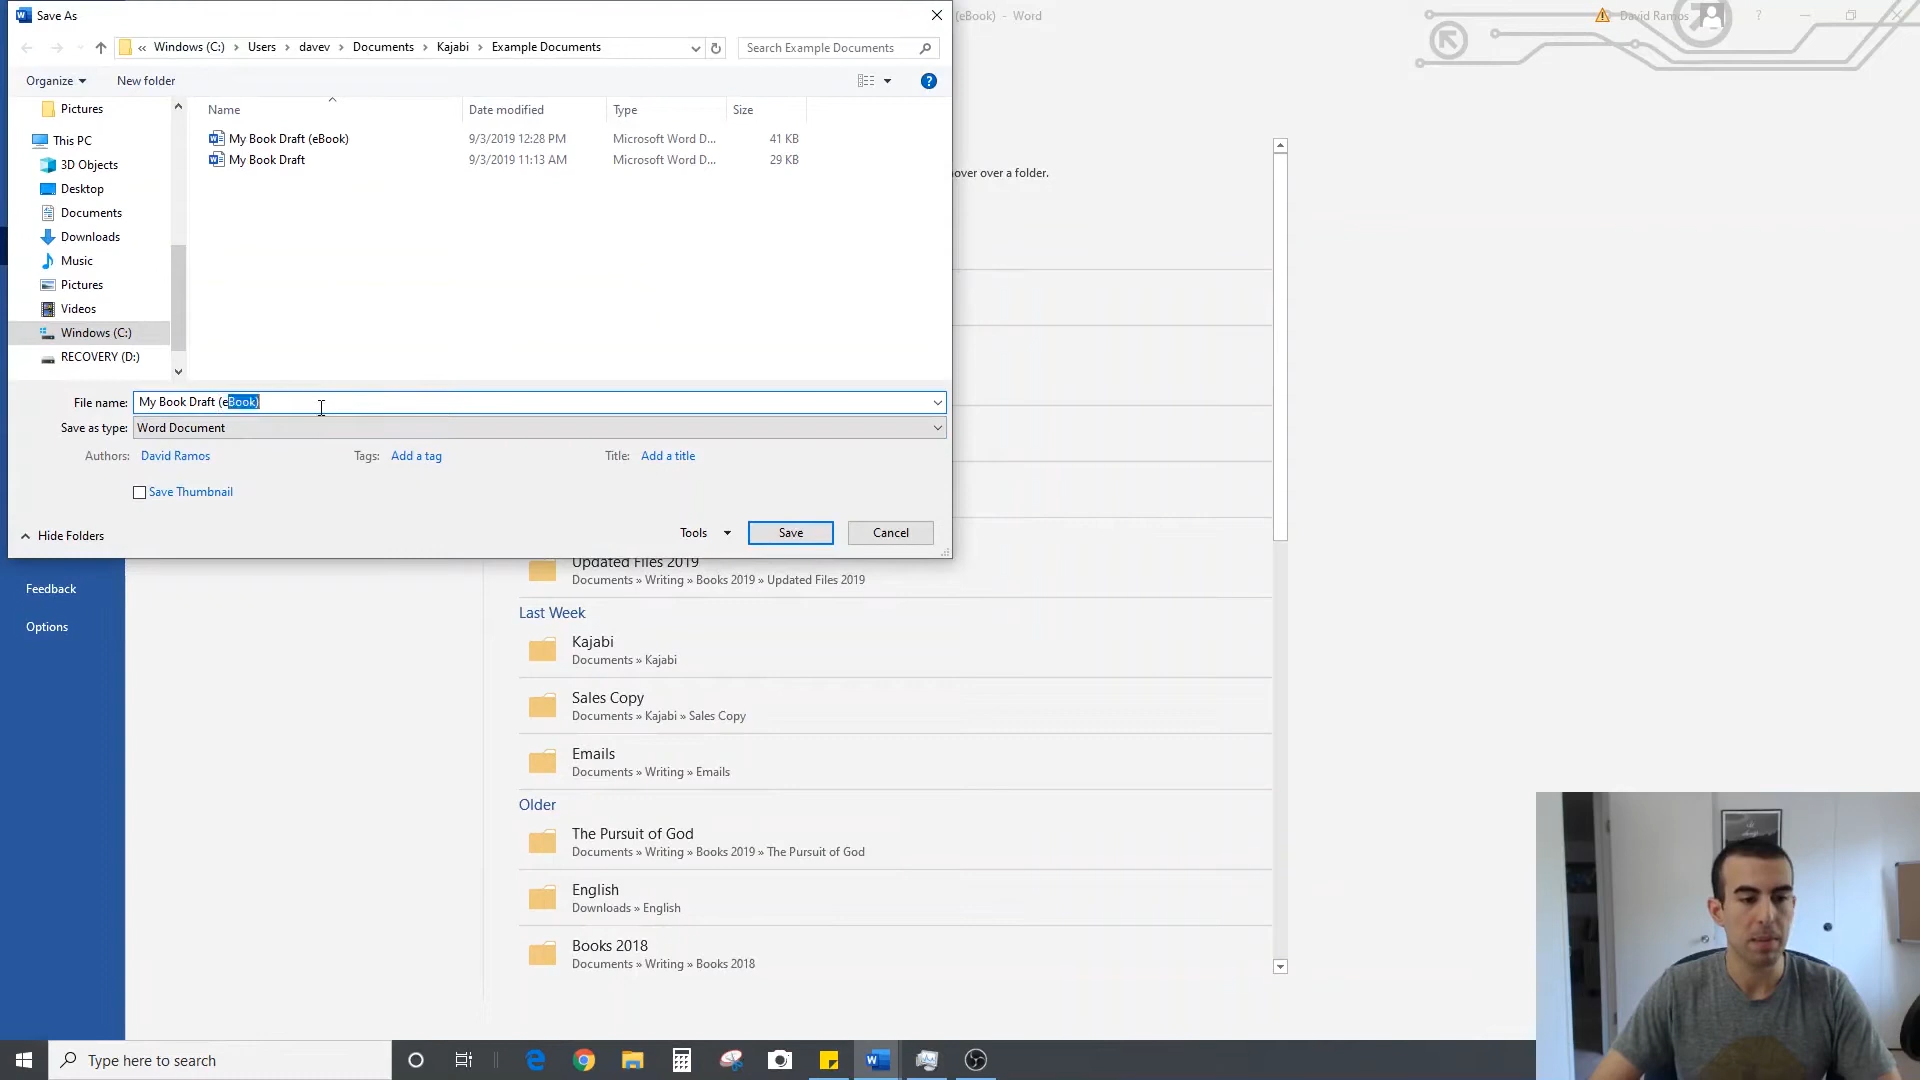 Save As
(eBook) - Word
David Ramos
?
« Windows (C:) > Users > davev > Documents > Kajabi > Example Documents
Search Example Documents
Organize
New folder
?
Pictures
This PC
3D Objects
Desktop
Documents
Downloads
Music
Pictures
Videos
Windows (C:)
RECOVERY (D:)
Name Date modified Type Size
My Book Draft (eBook) 9/3/2019 12:28 PM Microsoft Word D... 41 KB
My Book Draft 9/3/2019 11:13 AM Microsoft Word D... 29 KB
over over a folder.
File name: My Book Draft (eBook)
Save as type: Word Document
Authors: David Ramos Tags: Add a tag Title: Add a title
Save Thumbnail
Hide Folders
Tools
Save
Cancel
Feedback
Options
Updated Files 2019
Documents » Writing » Books 2019 » Updated Files 2019
Last Week
Kajabi
Documents » Kajabi
Sales Copy
Documents » Kajabi » Sales Copy
Emails
Documents » Writing » Emails
Older
The Pursuit of God
Documents » Writing » Books 2019 » The Pursuit of God
English
Downloads » English
Books 2018
Documents » Writing » Books 2018
Type here to search